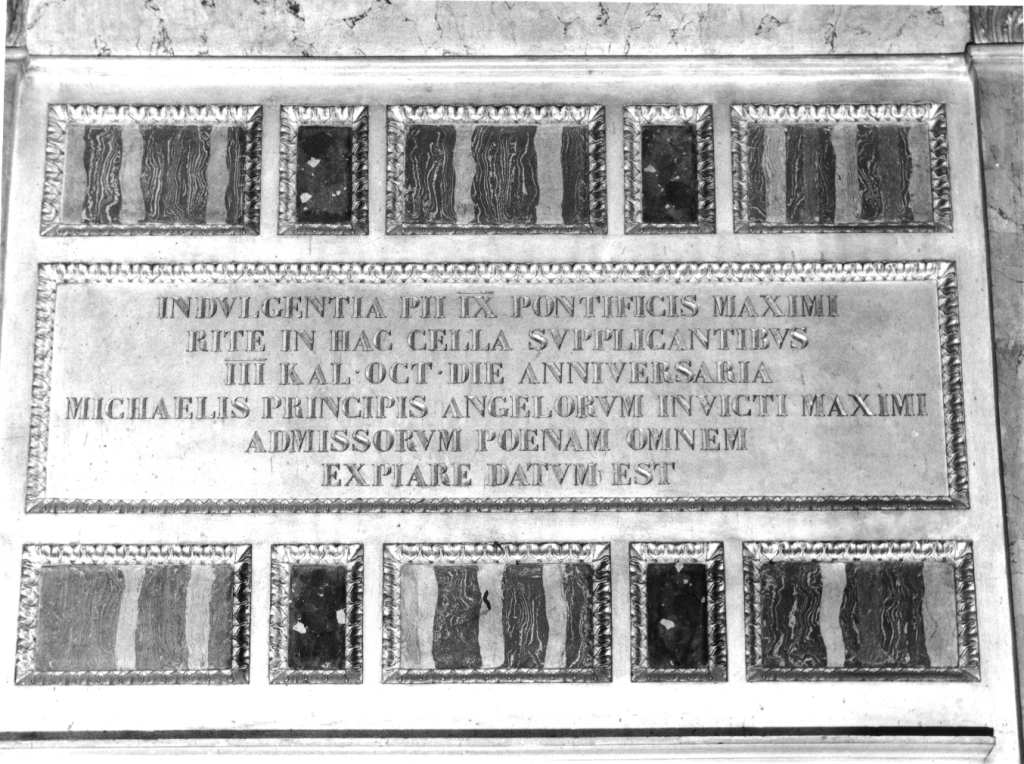 INDVLGENTIA PII IX PONTIFICIS MAXIMI
RITE IN HAC CELLA SVPPLICANTIBVS
III KAL·OCT·DIE ANNIVERSARIA
MICHAELIS PRINCIPIS ANGELORVM INVICTI MAXIMI
ADMISSORVM POENAM OMNEM
EXPIARE DATVM EST